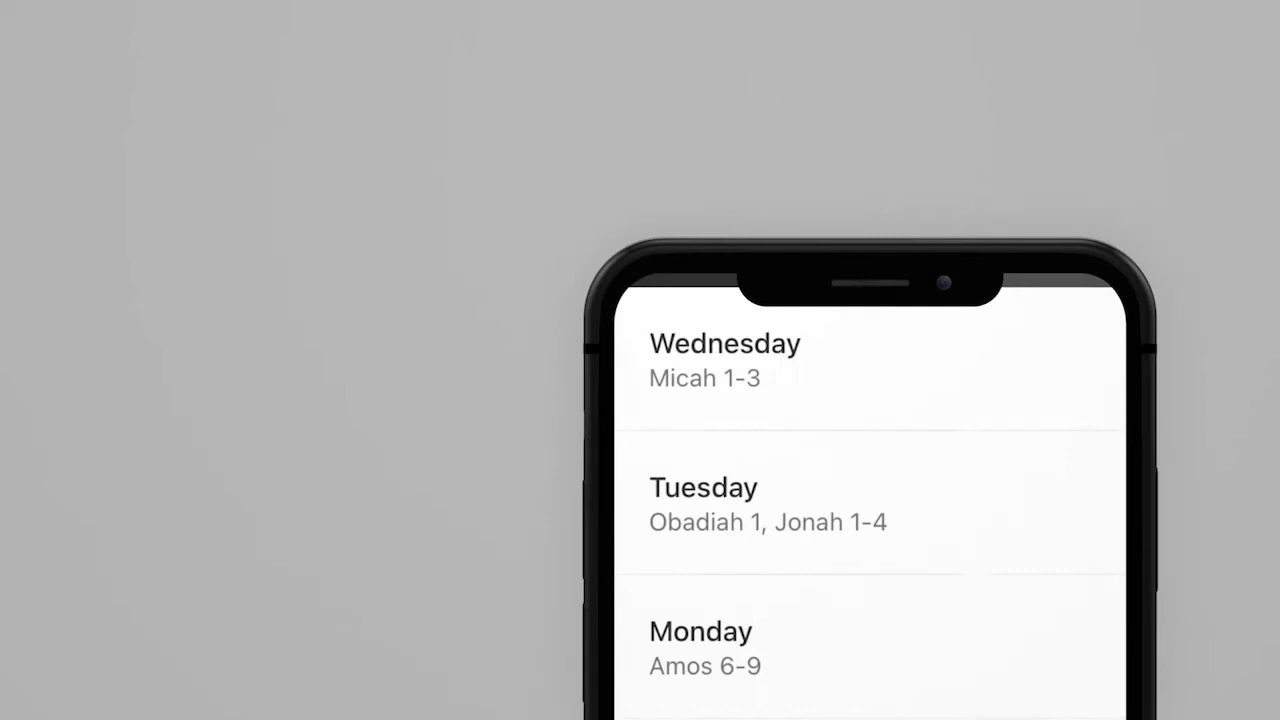 Wednesday
Micah 1-3
Tuesday
Obadiah 1, Jonah 1-4
Monday
Amos 6-9